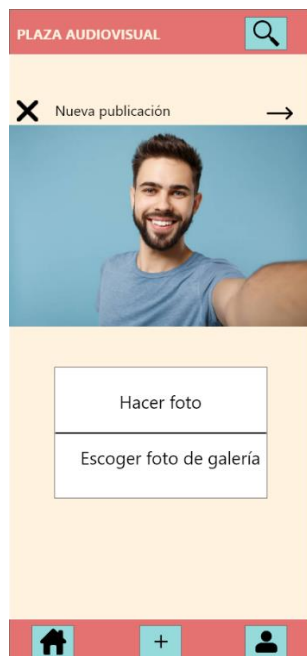 PLAZA AUDIOVISUAL
Nueva publicación
Hacer foto
Escoger foto de galería
+